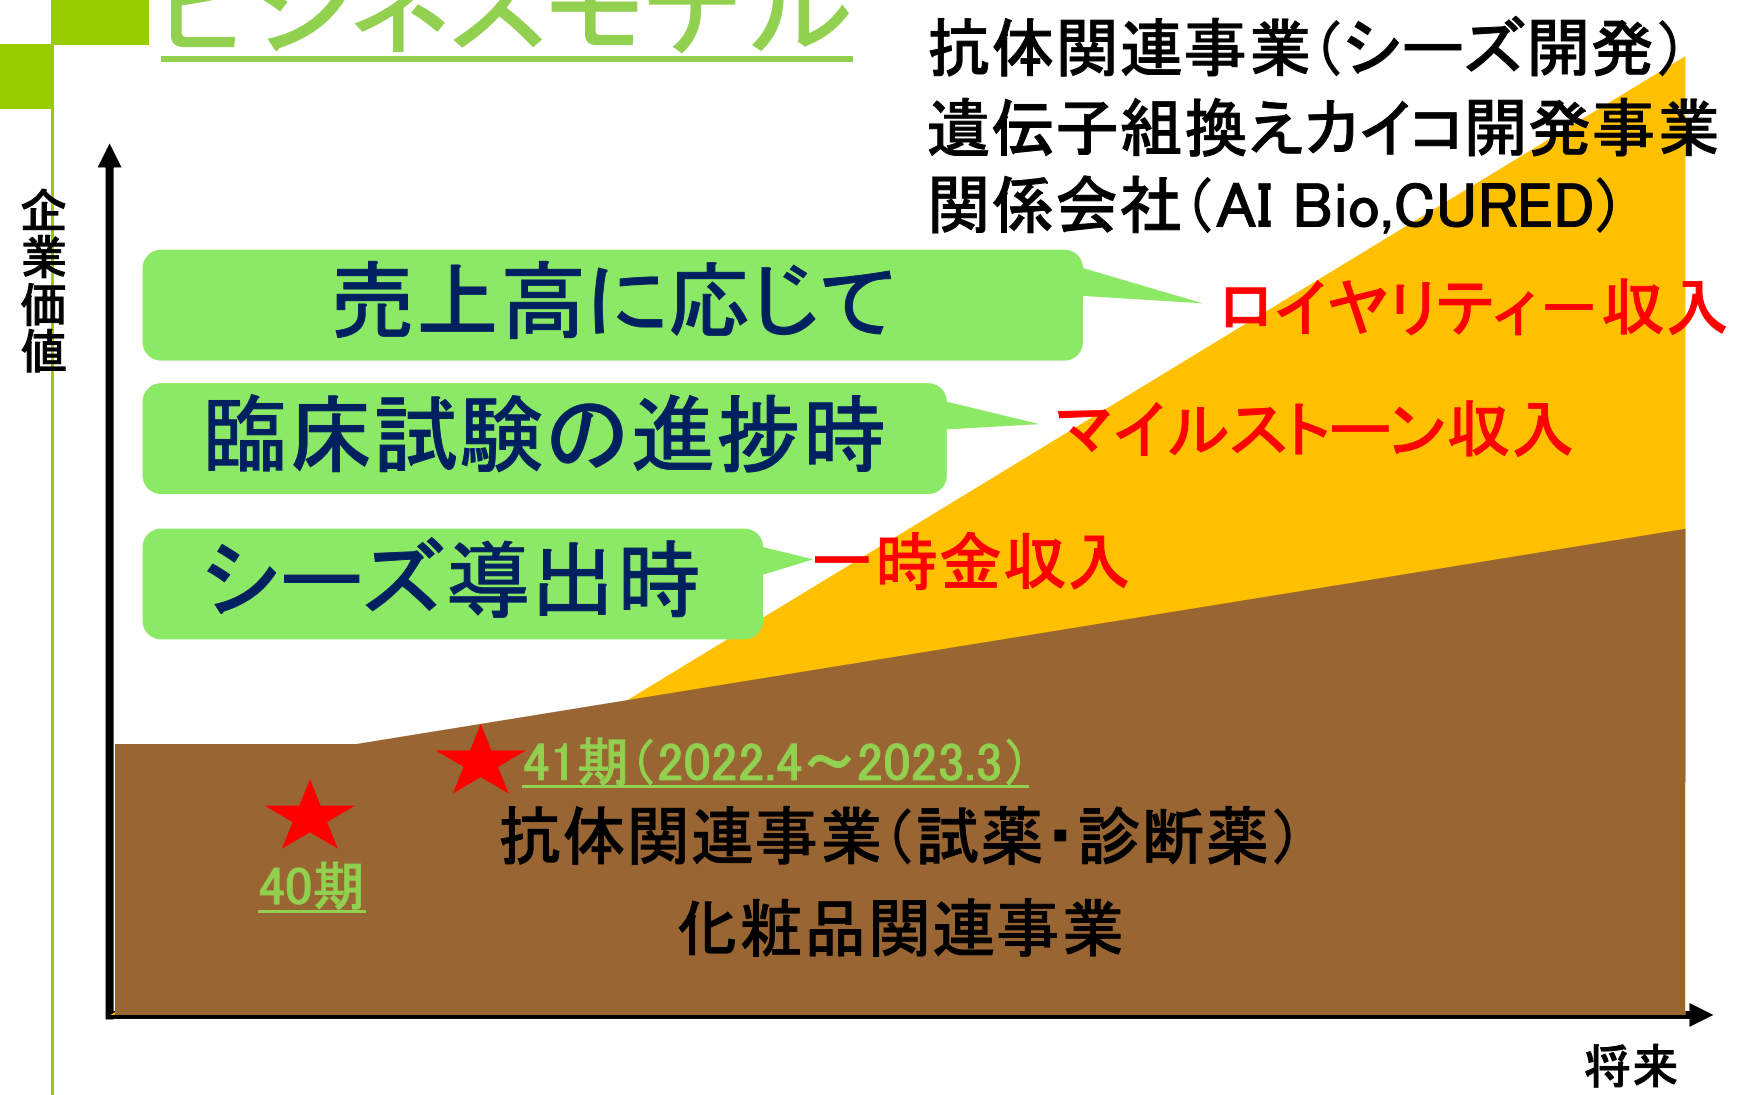 ビジネスモデル
抗体関連事業（シーズ開発）
遺伝子組換えカイコ開発事業
関係会社（AI Bio,CURED）
企業価値
売上高に応じて
ロイヤリティー収入
臨床試験の進捗時
マイルストーン収入
シーズ導出時
一時金収入
41期（2022.4～2023.3）
抗体関連事業（試薬・診断薬）
40期
化粧品関連事業
将来